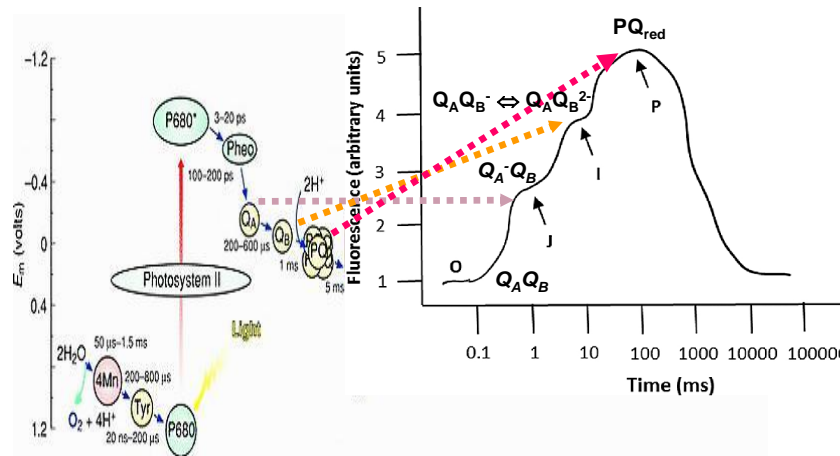 -1.2
-0.4
0
0.4
1.2
Em (volts)
P680*
3–20 ps
Pheo
100–200 ps
2H⁺
QA
QB
200–600 µs
PQ
1 ms
5 ms
Photosystem II
Light
50 µs–1.5 ms
2H₂O
4Mn
200–800 µs
Tyr
O₂ + 4H⁺
20 ns–200 µs
P680
Fluorescence (arbitrary units)
5
4
3
2
1
PQred
P
QAQB⁻ ⇔ QAQB²⁻
I
QA⁻QB
J
O
QAQB
0.1
1
10
100
1000
10000
100000
Time (ms)